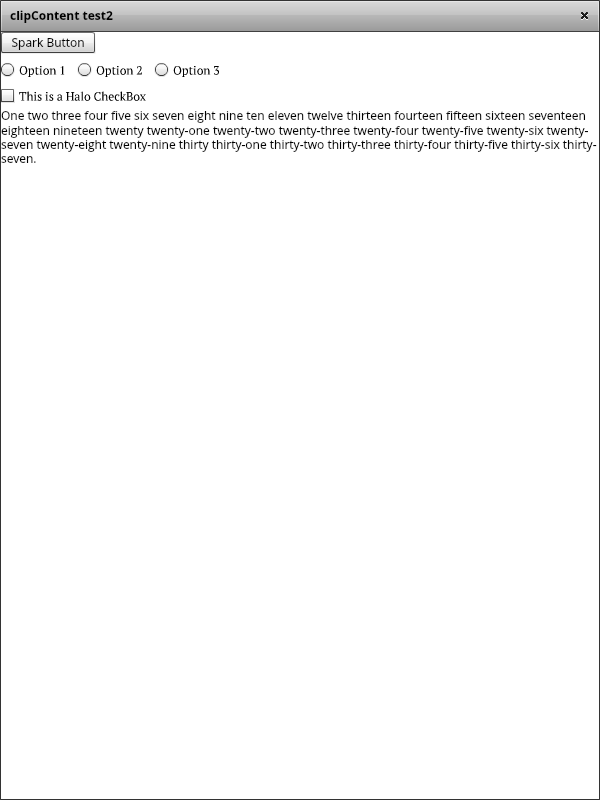 clipContent test2
Spark Button
Option 1 Option 2 Option 3
This is a Halo CheckBox
One two three four five six seven eight nine ten eleven twelve thirteen fourteen fifteen sixteen seventeen
eighteen nineteen twenty twenty-one twenty-two twenty-three twenty-four twenty-five twenty-six twenty-
seven twenty-eight twenty-nine thirty thirty-one thirty-two thirty-three thirty-four thirty-five thirty-six thirty-
seven.